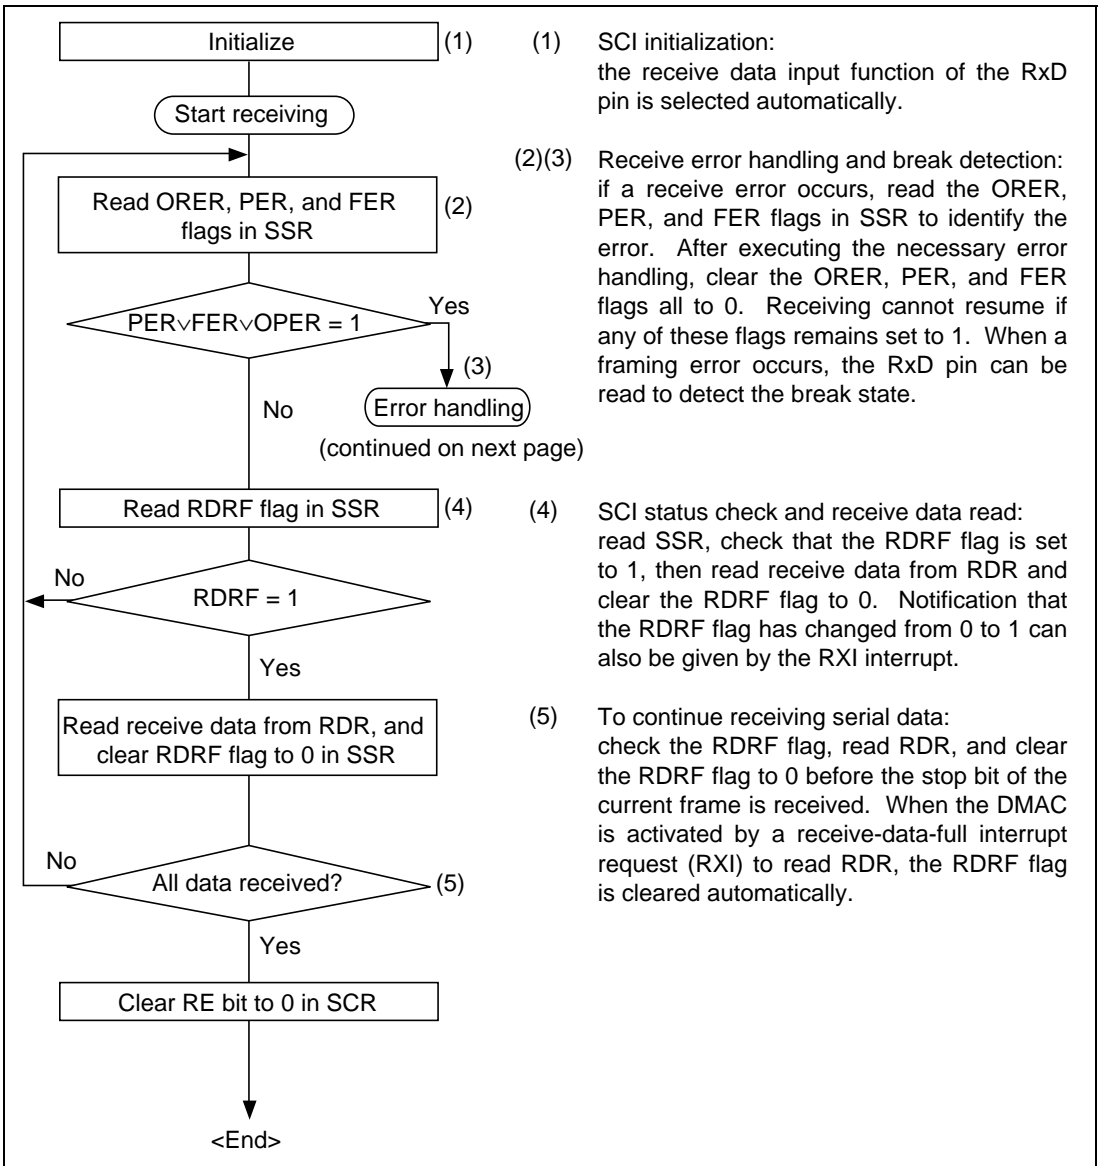 Initialize
(1)
Start receiving
Read ORER, PER, and FER
flags in SSR
(2)
PER∨FER∨OPER = 1
Yes
(3)
Error handling
(continued on next page)
No
Read RDRF flag in SSR
(4)
No
RDRF = 1
Yes
Read receive data from RDR, and
clear RDRF flag to 0 in SSR
No
All data received?
(5)
Yes
Clear RE bit to 0 in SCR
<End>
(1) SCI initialization:
the receive data input function of the RxD
pin is selected automatically.
(2)(3) Receive error handling and break detection:
if a receive error occurs, read the ORER,
PER, and FER flags in SSR to identify the
error. After executing the necessary error
handling, clear the ORER, PER, and FER
flags all to 0. Receiving cannot resume if
any of these flags remains set to 1. When a
framing error occurs, the RxD pin can be
read to detect the break state.
(4) SCI status check and receive data read:
read SSR, check that the RDRF flag is set
to 1, then read receive data from RDR and
clear the RDRF flag to 0. Notification that
the RDRF flag has changed from 0 to 1 can
also be given by the RXI interrupt.
(5) To continue receiving serial data:
check the RDRF flag, read RDR, and clear
the RDRF flag to 0 before the stop bit of the
current frame is received. When the DMAC
is activated by a receive-data-full interrupt
request (RXI) to read RDR, the RDRF flag
is cleared automatically.